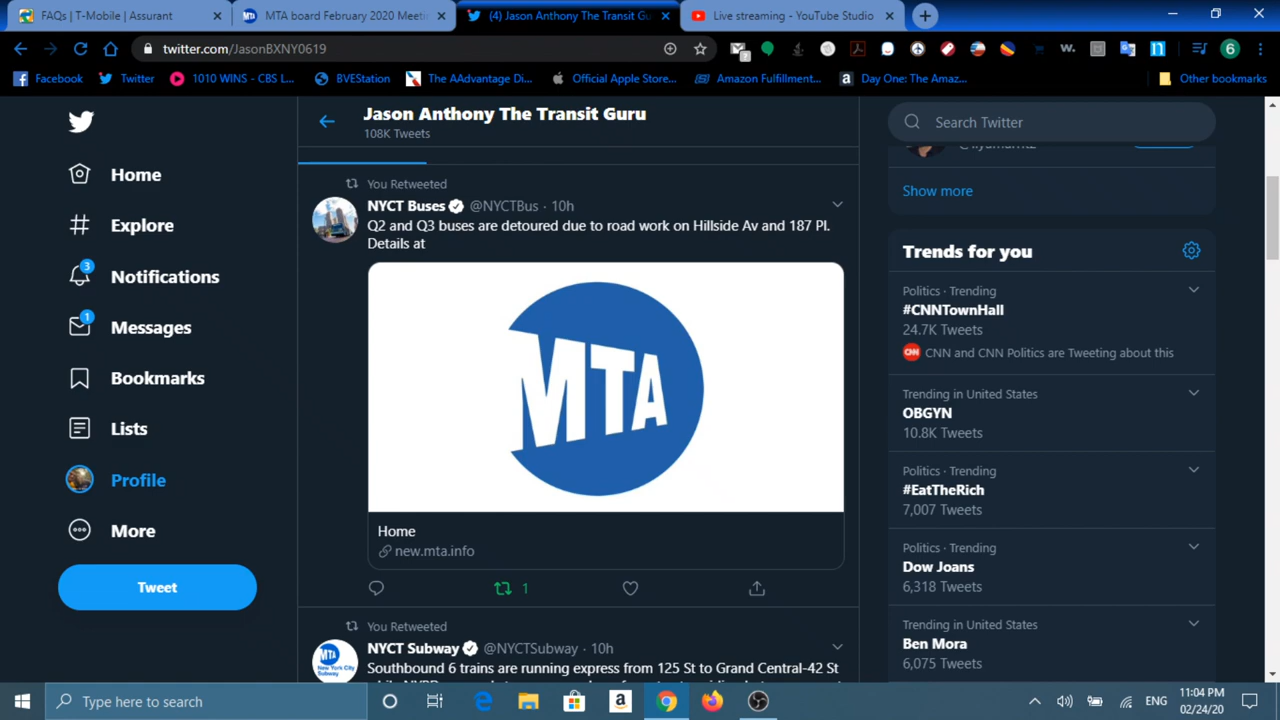 FAQs | T-Mobile | Assurant
MTA board February 2020 Meeti
(4) Jason Anthony The Transit Gu
Live streaming - YouTube Studio
twitter.com/JasonBXNY0619
6
Facebook
Twitter
1010 WINS - CBS L...
BVEStation
The AAdvantage Di...
Official Apple Store...
Amazon Fulfillment...
Day One: The Amaz...
Other bookmarks
Jason Anthony The Transit Guru
108K Tweets
Search Twitter
Home
Explore
3
Notifications
1
Messages
Bookmarks
Lists
Profile
More
Tweet
You Retweeted
NYCT Buses @NYCTBus · 10h
Q2 and Q3 buses are detoured due to road work on Hillside Av and 187 Pl.
Details at
MTA
Home
new.mta.info
1
You Retweeted
NYCT Subway @NYCTSubway · 10h
Southbound 6 trains are running express from 125 St to Grand Central-42 St
Show more
Trends for you
Politics · Trending
#CNNTownHall
24.7K Tweets
CNN and CNN Politics are Tweeting about this
Trending in United States
OBGYN
10.8K Tweets
Politics · Trending
#EatTheRich
7,007 Tweets
Politics · Trending
Dow Joans
6,318 Tweets
Trending in United States
Ben Mora
6,075 Tweets
Type here to search
ENG
11:04 PM
02/24/20